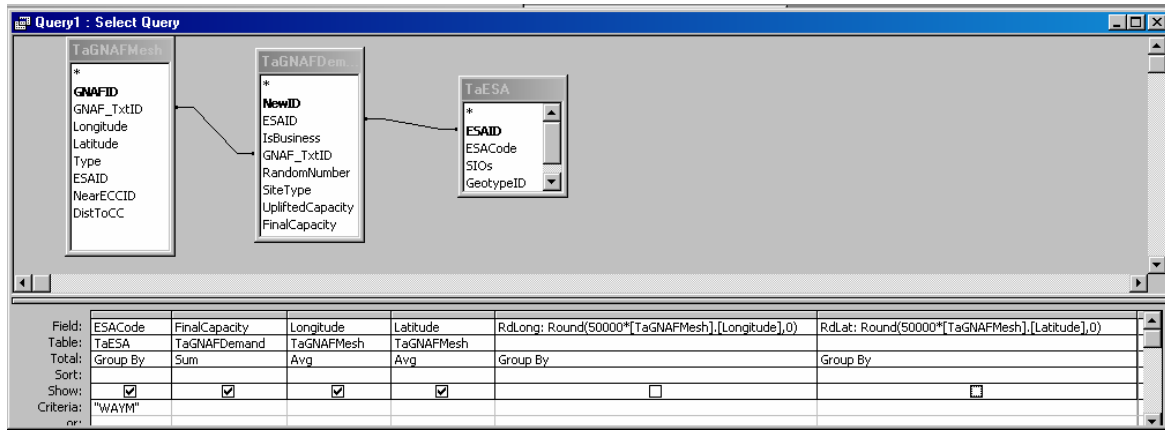 Query1 : Select Query
TaGNAFMesh
*
GNAFID
GNAF_TxtID
Longitude
Latitude
Type
ESAID
NearECCID
DistToCC
TaGNAFDem...
*
NewID
ESAID
IsBusiness
GNAF_TxtID
RandomNumber
SiteType
UpliftedCapacity
FinalCapacity
TaESA
*
ESAID
ESACode
SIOs
GeotypeID
Field: ESACode FinalCapacity Longitude Latitude RdLong: Round(50000*[TaGNAFMesh].[Longitude],0) RdLat: Round(50000*[TaGNAFMesh].[Latitude],0)
Table: TaESA TaGNAFDemand TaGNAFMesh TaGNAFMesh
Total: Group By Sum Avg Avg Group By Group By
Sort:
Show:
Criteria: "WAYM"
or: